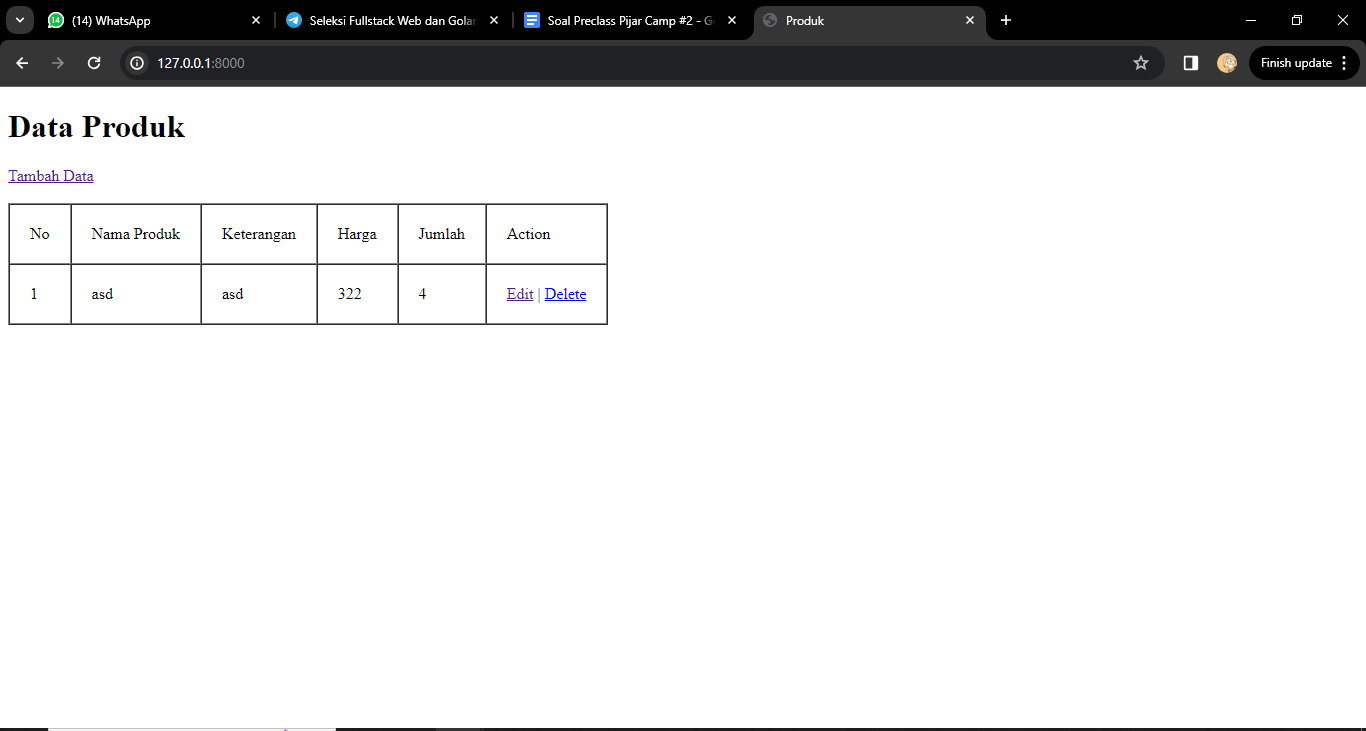 14 (14) WhatsApp
Seleksi Fullstack Web dan Golan
Soal Preclass Pijar Camp #2 - Go
Produk
127.0.0.1:8000
Finish update
Data Produk
Tambah Data
No Nama Produk Keterangan Harga Jumlah Action
1 asd asd 322 4 Edit | Delete